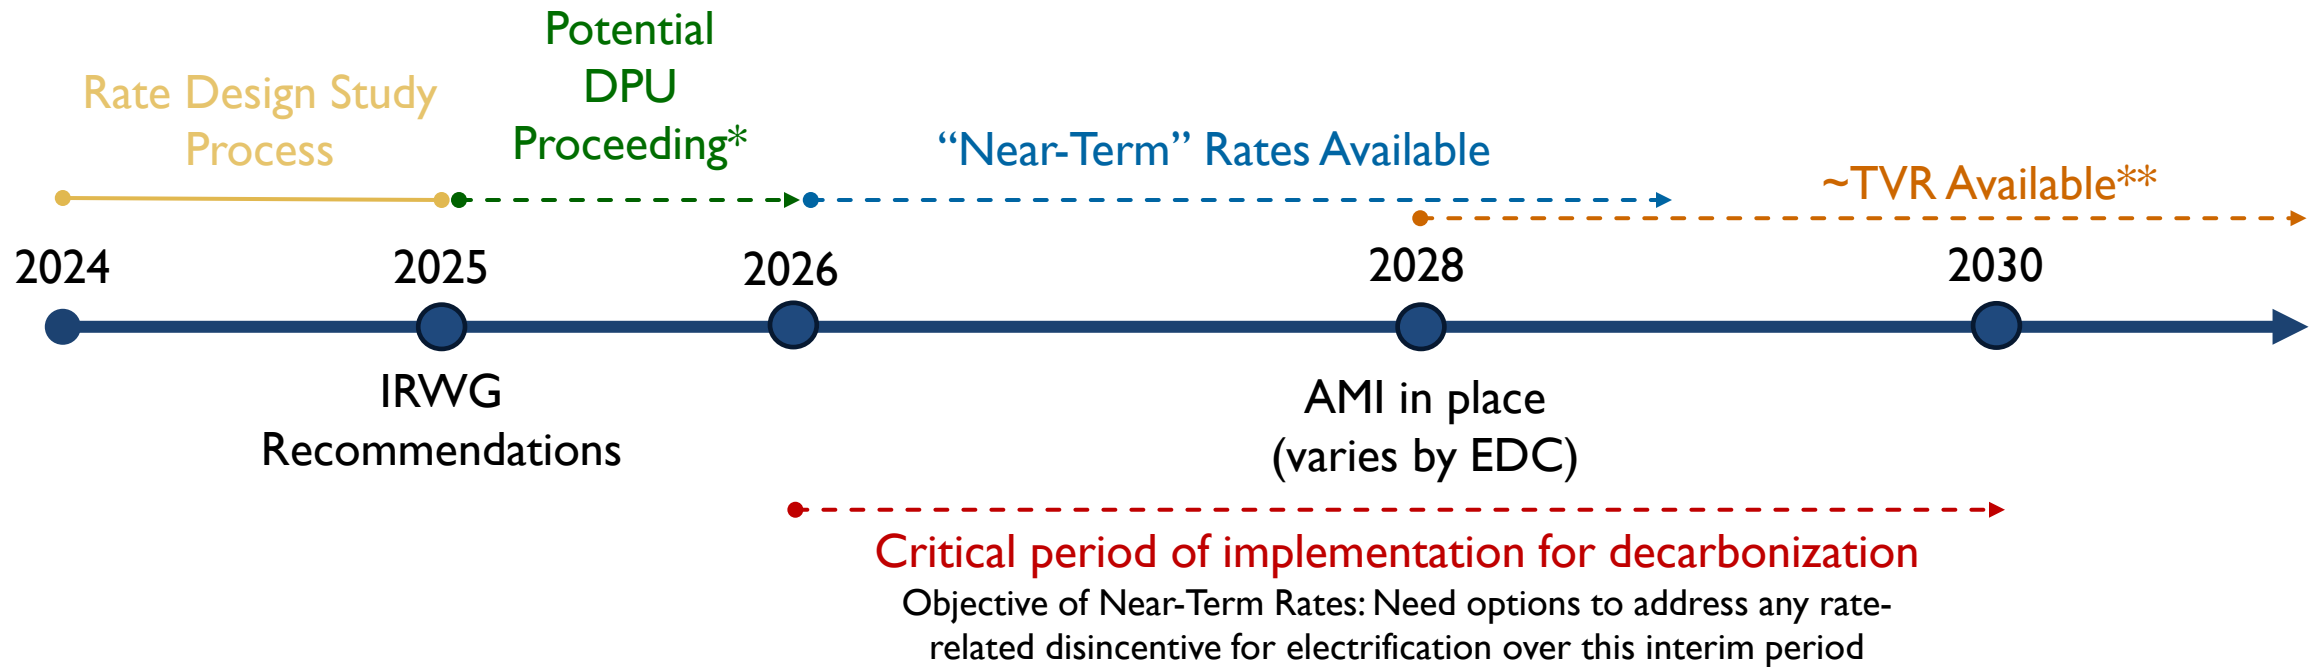 Potential
DPU
Proceeding*
Rate Design Study
Process
“Near-Term” Rates Available
~TVR Available**
2024
2025
2026
2028
2030
IRWG
Recommendations
AMI in place
(varies by EDC)
Critical period of implementation for decarbonization
Objective of Near-Term Rates: Need options to address any rate-
related disincentive for electrification over this interim period